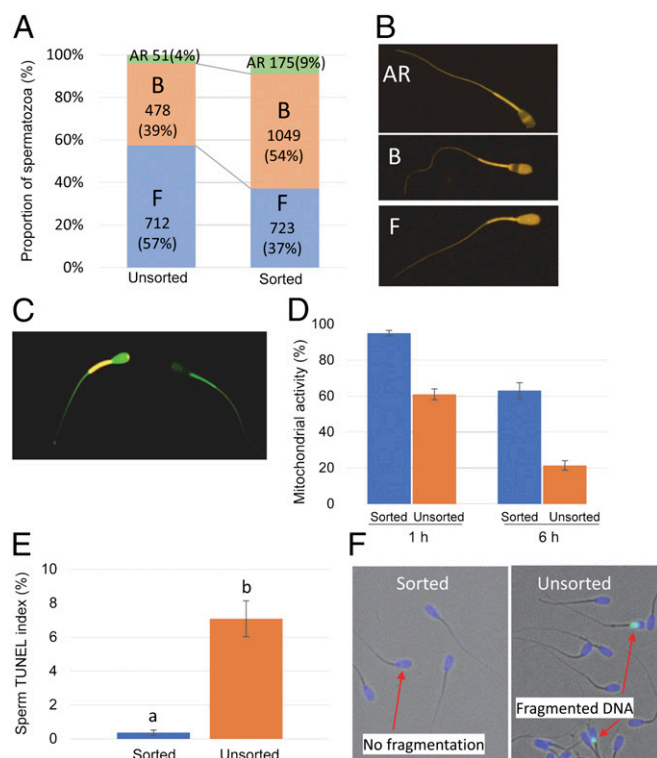 A
Proportion of spermatozoa (%)
100%
80%
60%
40%
20%
0%
AR 51(4%)
B
478
(39%)
F
712
(57%)
AR 175(9%)
B
1049
(54%)
F
723
(37%)
Unsorted
Sorted
B
AR
B
F
C
D
Mitochondrial activity (%)
100
80
60
40
20
0
Sorted Unsorted
1 h
Sorted Unsorted
6 h
E
Sperm TUNEL index (%)
10
8
6
4
2
0
a
b
Sorted
Unsorted
F
Sorted
No fragmentation
Unsorted
Fragmented DNA